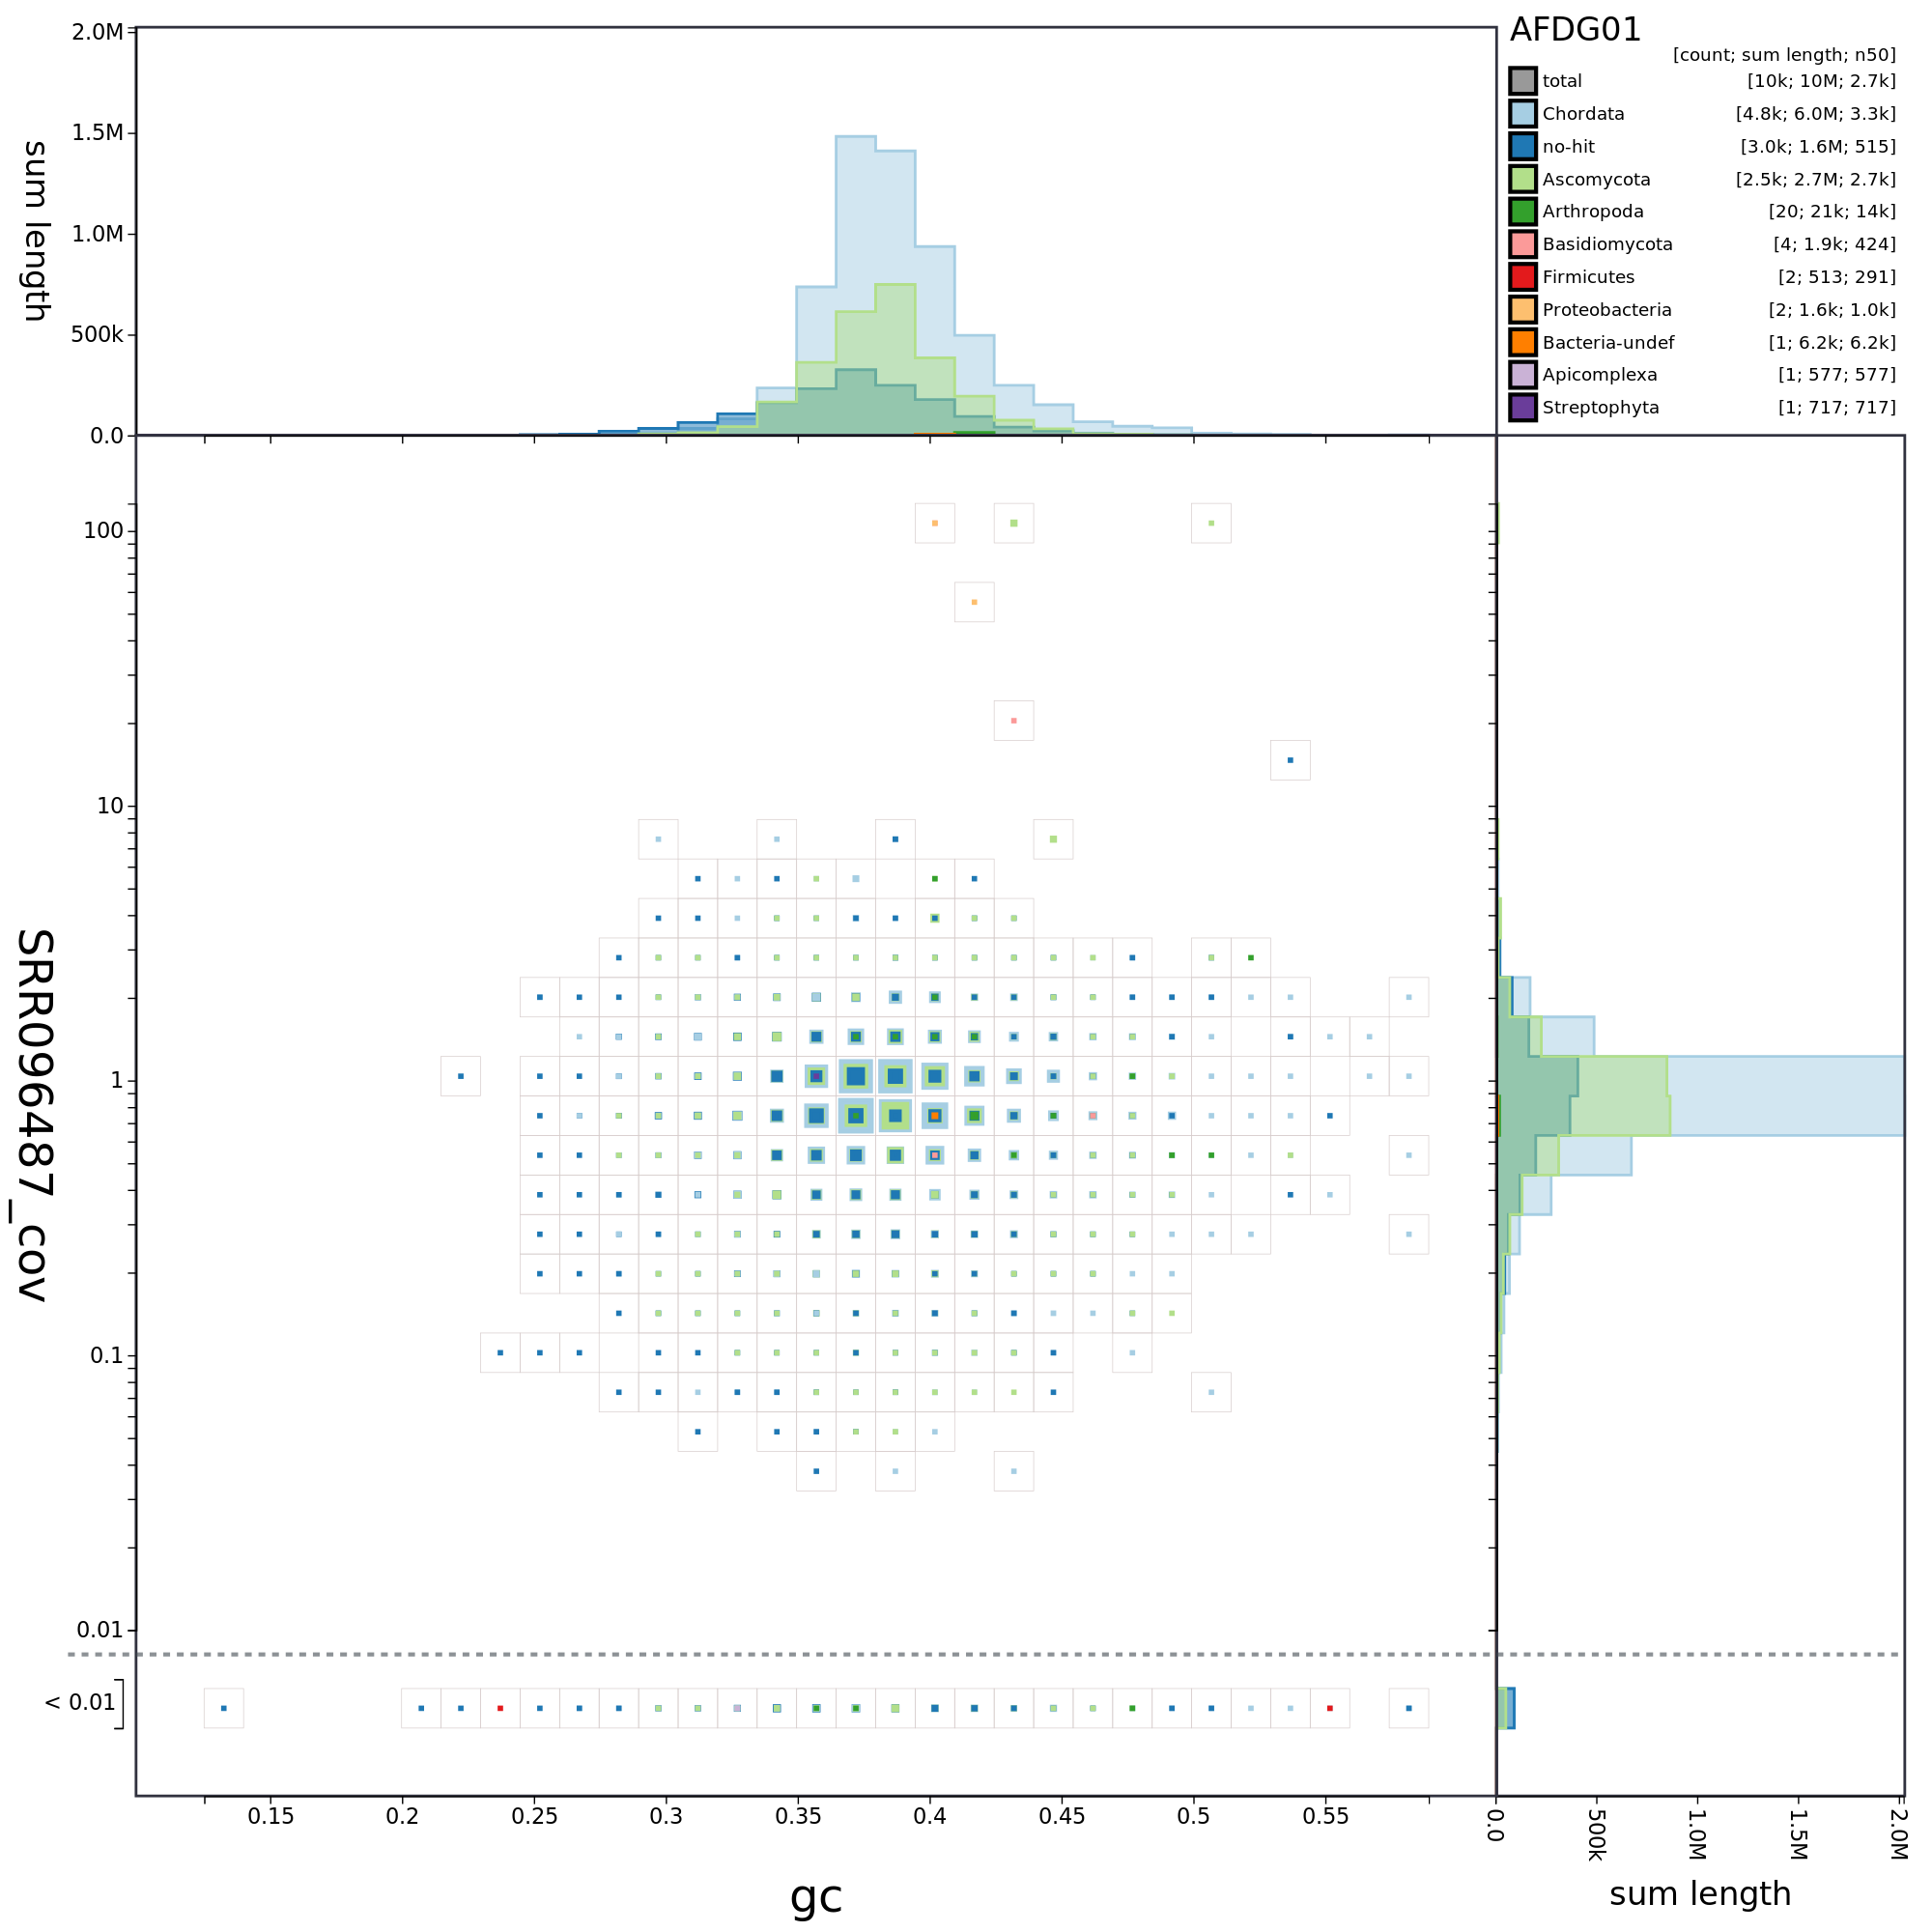 AFDG01
[count; sum length; n50]
total [10k; 10M; 2.7k]
Chordata [4.8k; 6.0M; 3.3k]
no-hit [3.0k; 1.6M; 515]
Ascomycota [2.5k; 2.7M; 2.7k]
Arthropoda [20; 21k; 14k]
Basidiomycota [4; 1.9k; 424]
Firmicutes [2; 513; 291]
Proteobacteria [2; 1.6k; 1.0k]
Bacteria-undef [1; 6.2k; 6.2k]
Apicomplexa [1; 577; 577]
Streptophyta [1; 717; 717]
sum length
2.0M
1.5M
1.0M
500k
0.0
SRR096487_cov
100
10
1
0.1
0.01
< 0.01
0.15 0.2 0.25 0.3 0.35 0.4 0.45 0.5 0.55
gc
0.0 500k 1.0M 1.5M 2.0M
sum length